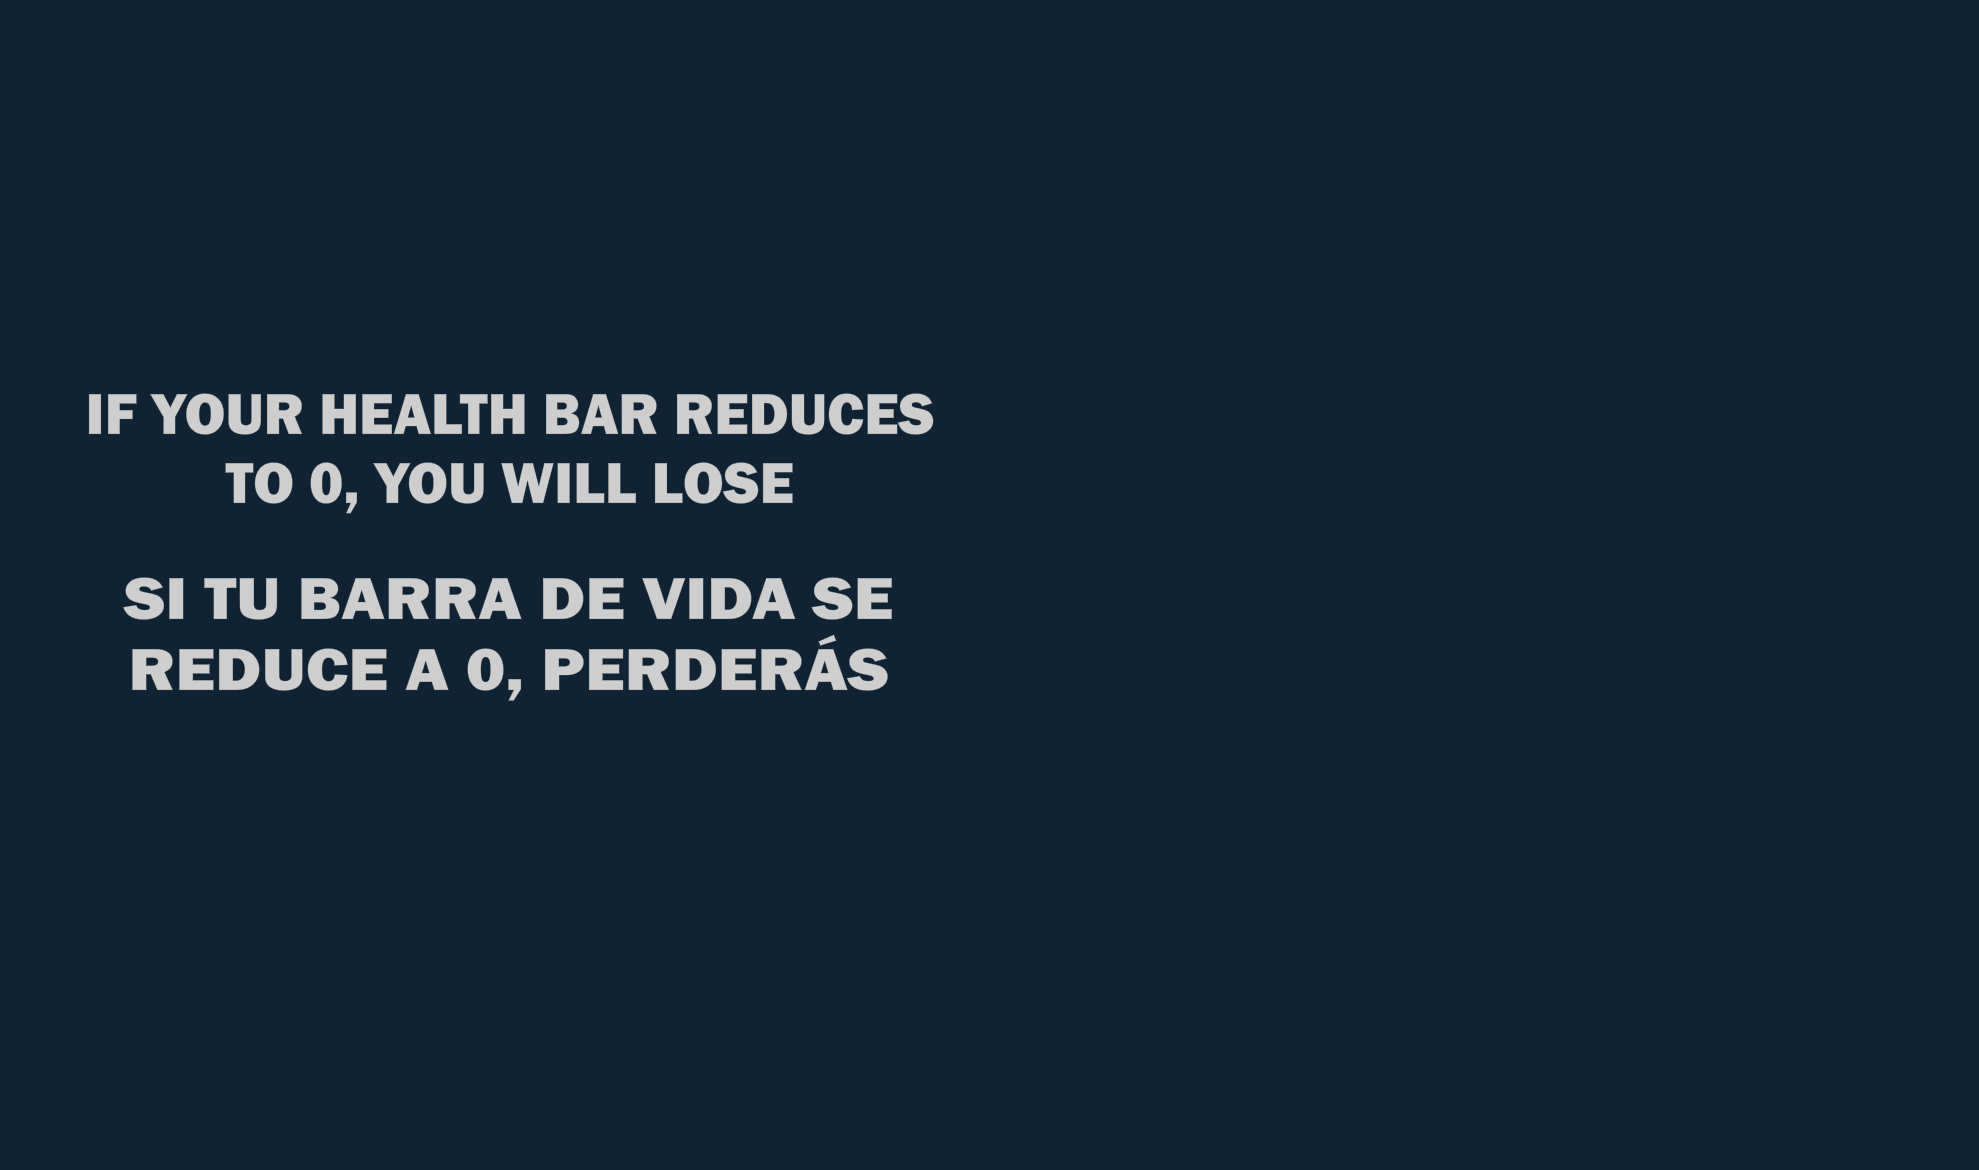 IF YOUR HEALTH BAR REDUCES
TO 0, YOU WILL LOSE
SI TU BARRA DE VIDA SE
REDUCE A 0, PERDERÁS